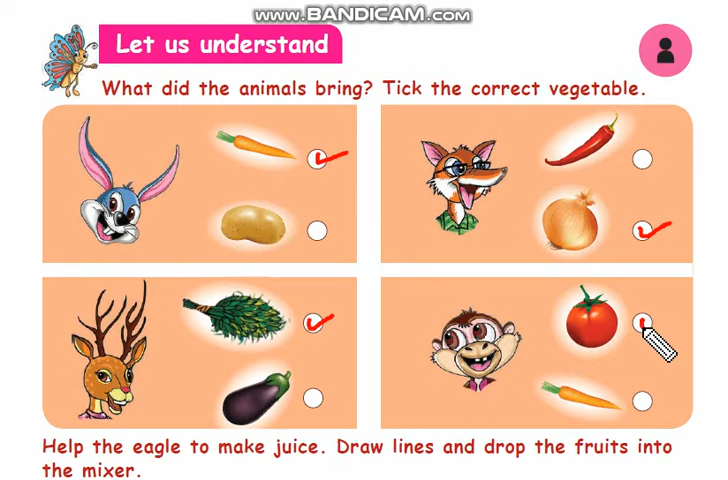 www.BANDICAM.com
Let us understand
What did the animals bring? Tick the correct vegetable.
Help the eagle to make juice. Draw lines and drop the fruits into
the mixer.